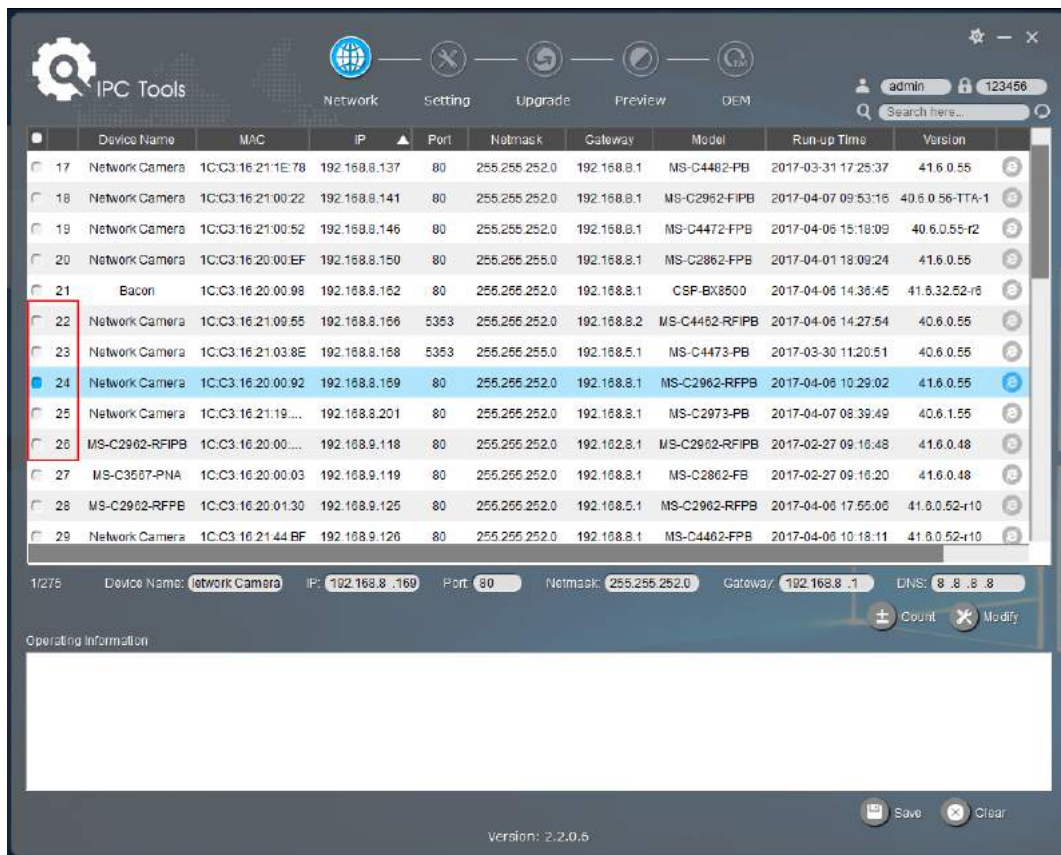 IPC Tools
Network Setting Upgrade Preview OEM
admin 123456
Search here...
Device Name MAC IP Port Netmask Gateway Model Run-up Time Version
17 Network Camera 1C:C3:16:21:1E:78 192.168.8.137 80 255.255.252.0 192.168.8.1 MS-C4482-PB 2017-03-31 17:25:37 41.6.0.55
18 Network Camera 1C:C3:16:21:00:22 192.168.8.141 80 255.255.252.0 192.168.8.1 MS-C2962-FIPB 2017-04-07 09:53:16 40.6.0.56-TTA-1
19 Network Camera 1C:C3:16:21:00:52 192.168.8.146 80 255.255.252.0 192.168.8.1 MS-C4472-FPB 2017-04-06 15:18:09 40.6.0.55-r2
20 Network Camera 1C:C3:16:20:00:EF 192.168.8.150 80 255.255.255.0 192.168.8.1 MS-C2862-FPB 2017-04-01 18:09:24 41.6.0.55
21 Bacon 1C:C3:16:20:00:98 192.168.8.162 80 255.255.252.0 192.168.8.1 CSP-BX8500 2017-04-06 14:36:45 41.6.32.52-r6
22 Network Camera 1C:C3:16:21:09:55 192.168.8.166 5353 255.255.252.0 192.168.8.2 MS-C4462-RFIPB 2017-04-06 14:27:54 40.6.0.55
23 Network Camera 1C:C3:16:21:03:8E 192.168.8.168 5353 255.255.255.0 192.168.5.1 MS-C4473-PB 2017-03-30 11:20:51 40.6.0.55
24 Network Camera 1C:C3:16:20:00:92 192.168.8.169 80 255.255.252.0 192.168.8.1 MS-C2962-RFPB 2017-04-06 10:29:02 41.6.0.55
25 Network Camera 1C:C3:16:21:19:... 192.168.8.201 80 255.255.252.0 192.168.8.1 MS-C2973-PB 2017-04-07 08:39:49 40.6.1.55
26 MS-C2962-RFIPB 1C:C3:16:20:00:... 192.168.9.118 80 255.255.252.0 192.162.8.1 MS-C2962-RFIPB 2017-02-27 09:16:48 41.6.0.48
27 MS-C3567-PNA 1C:C3:16:20:00:03 192.168.9.119 80 255.255.252.0 192.168.8.1 MS-C2862-FB 2017-02-27 09:16:20 41.6.0.48
28 MS-C2962-RFPB 1C:C3:16:20:01:30 192.168.9.125 80 255.255.252.0 192.168.5.1 MS-C2962-RFPB 2017-04-06 17:55:06 41.6.0.52-r10
29 Network Camera 1C:C3:16:21:44:BF 192.168.9.126 80 255.255.252.0 192.168.8.1 MS-C4462-FPB 2017-04-06 10:18:11 41.6.0.52-r10
1/275 Device Name: letwork Camera IP: 192.168.8 .169 Port: 80 Netmask: 255.255.252.0 Gateway: 192.168.8 .1 DNS: 8 .8 .8 .8
Count Modify
Operating Information
Save Clear
Version: 2.2.0.6